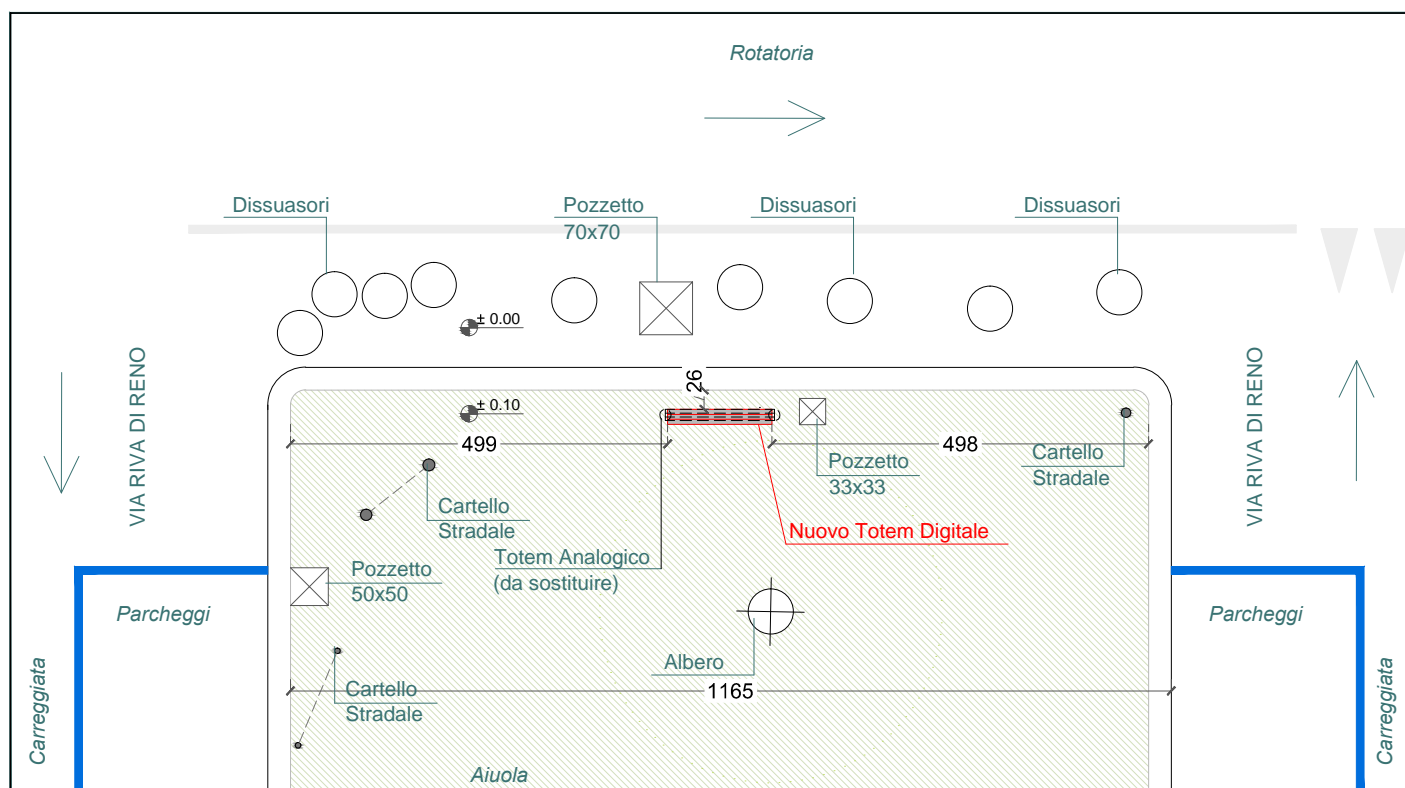 Rotatoria
Dissuasori
Pozzetto
70x70
Dissuasori
Dissuasori
± 0.00
VIA RIVA DI RENO
VIA RIVA DI RENO
26
± 0.10
499
498
Cartello
Stradale
Pozzetto
33x33
Cartello
Stradale
Nuovo Totem Digitale
Totem Analogico
(da sostituire)
Pozzetto
50x50
Parcheggi
Parcheggi
Albero
Carreggiata
Carreggiata
Cartello
Stradale
1165
Aiuola